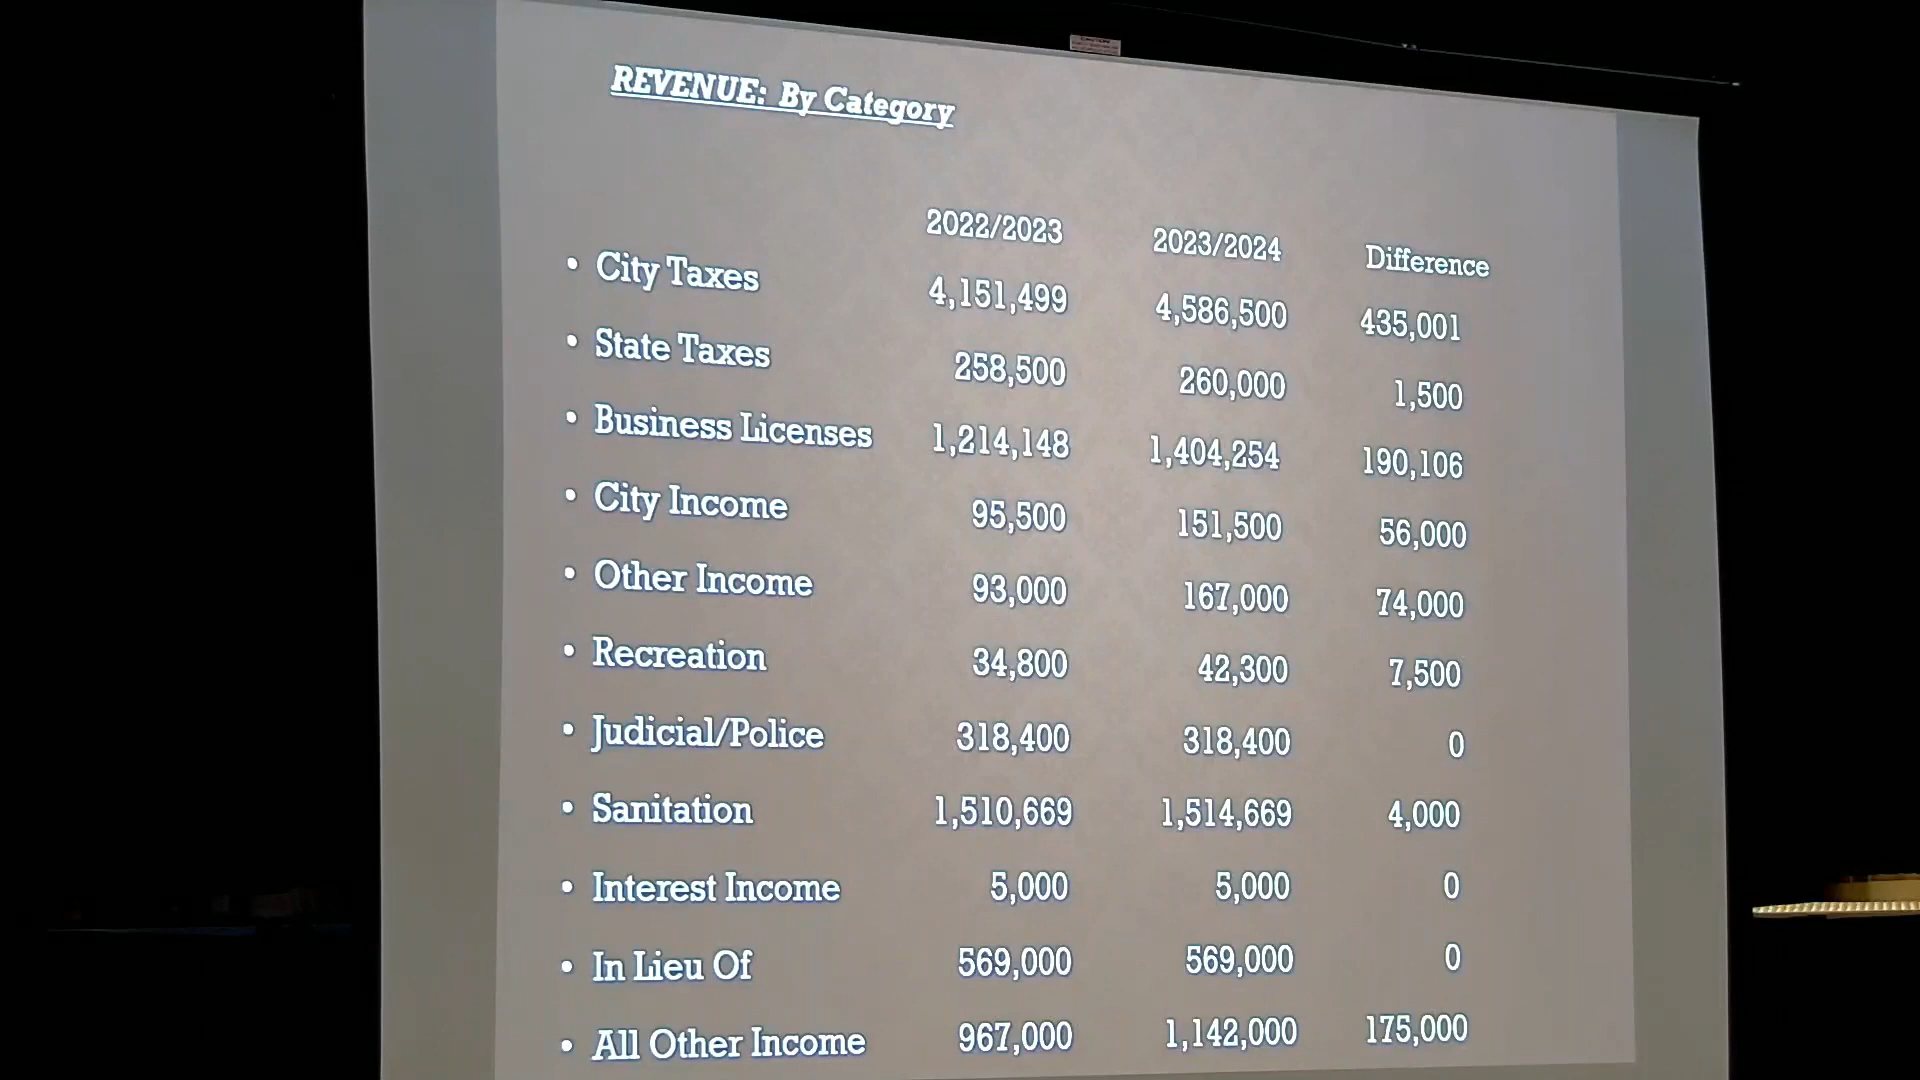 REVENUE: By Category
2022/2023 2023/2024 Difference
• City Taxes 4,151,499 4,586,500 435,001
• State Taxes 258,500 260,000 1,500
• Business Licenses 1,214,148 1,404,254 190,106
• City Income 95,500 151,500 56,000
• Other Income 93,000 167,000 74,000
• Recreation 34,800 42,300 7,500
• Judicial/Police 318,400 318,400 0
• Sanitation 1,510,669 1,514,669 4,000
• Interest Income 5,000 5,000 0
• In Lieu Of 569,000 569,000 0
• All Other Income 967,000 1,142,000 175,000